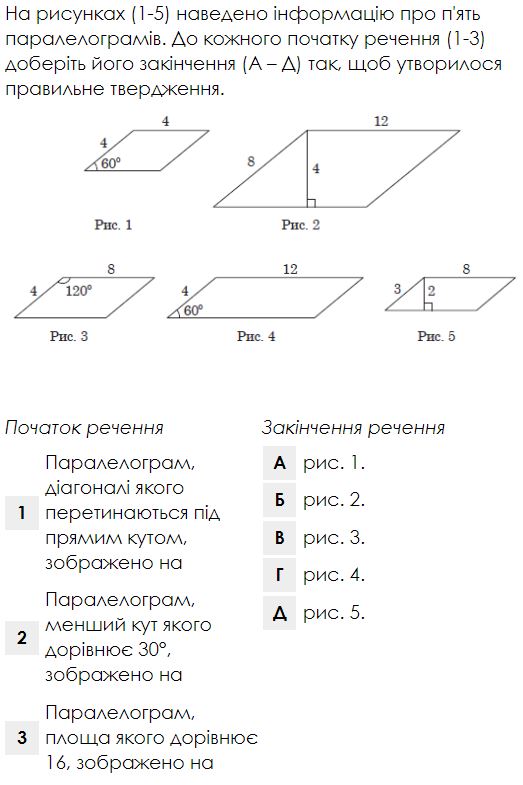 На рисунках (1-5) наведено інформацію про п'ять
паралелограмів. До кожного початку речення (1-3)
доберіть його закінчення (А – Д) так, щоб утворилося
правильне твердження.
4
4
60°
Рис. 1
12
8
4
Рис. 2
8
4
120°
Рис. 3
12
4
60°
Рис. 4
8
3
2
Рис. 5
Початок речення
1
Паралелограм,
діагоналі якого
перетинаються під
прямим кутом,
зображено на
2
Паралелограм,
менший кут якого
дорівнює 30°,
зображено на
3
Паралелограм,
площа якого дорівнює
16, зображено на
Закінчення речення
А рис. 1.
Б рис. 2.
В рис. 3.
Г рис. 4.
Д рис. 5.